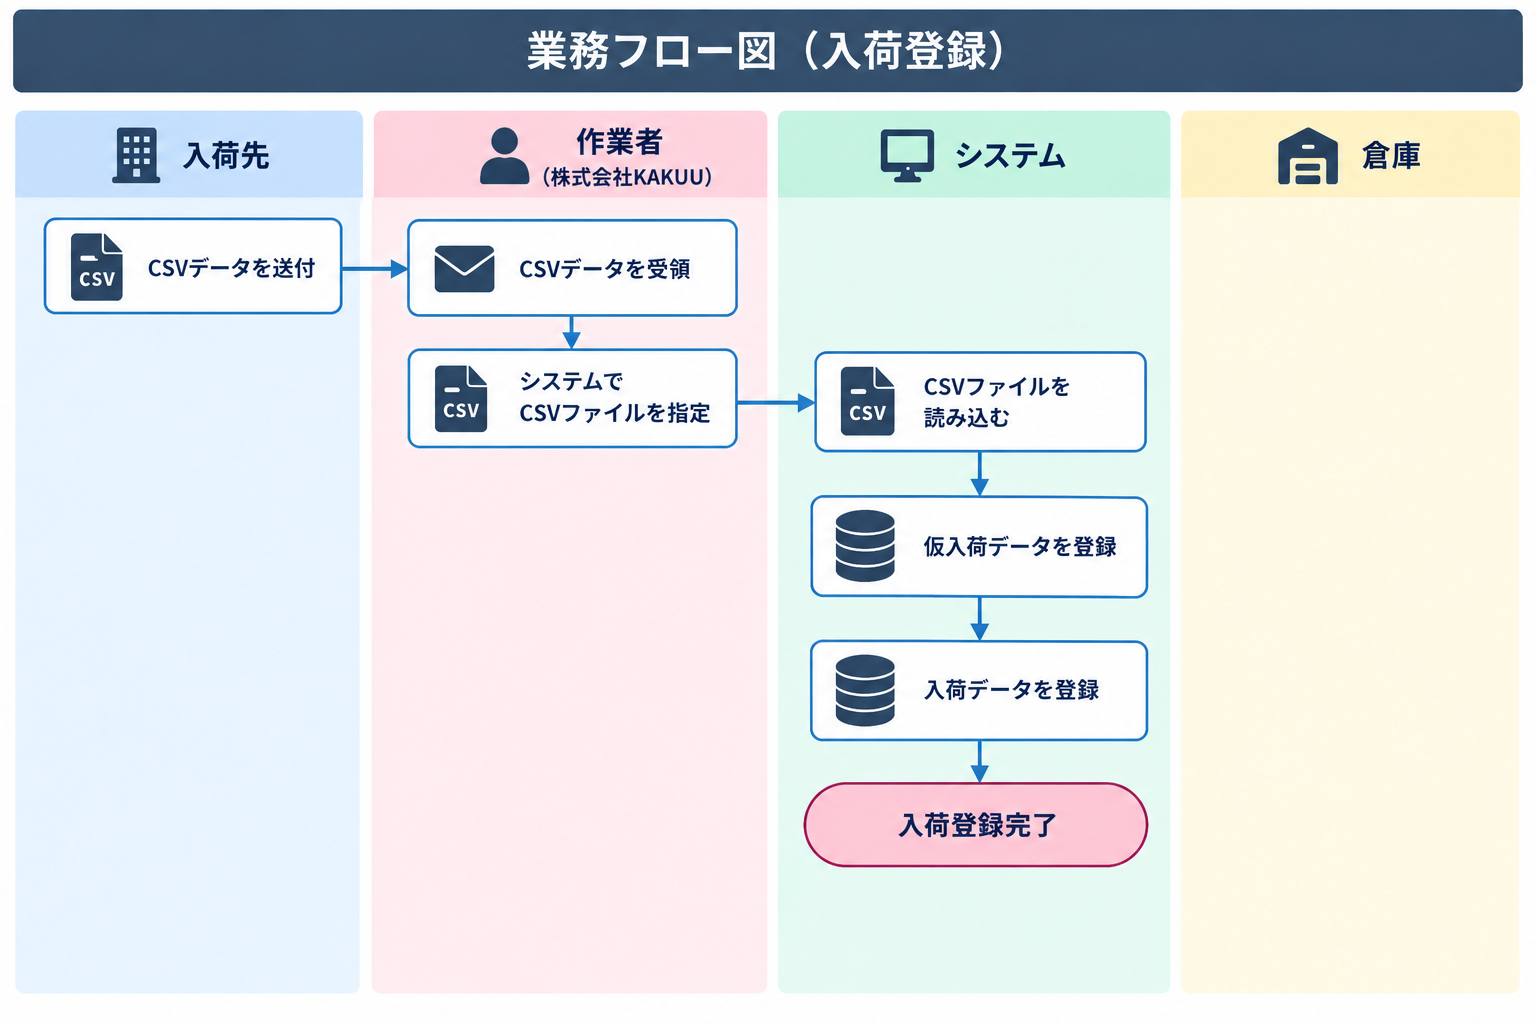 業務フロー図（入荷登録）
入荷先
作業者
（株式会社KAKUU）
システム
倉庫
CSV
CSVデータを送付
CSVデータを受領
CSV
システムで
CSVファイルを指定
CSV
CSVファイルを
読み込む
仮入荷データを登録
入荷データを登録
入荷登録完了